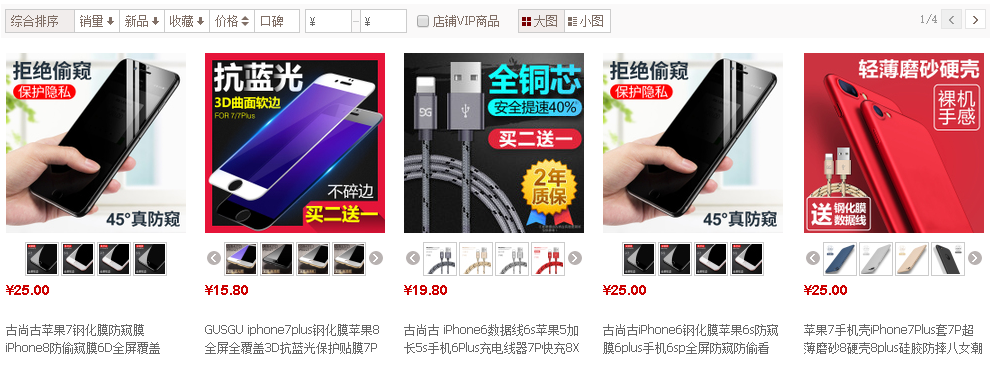 综合排序 销量 新品 收藏 价格 口碑 ¥ – ¥ 店铺VIP商品 大图 小图 1/4
拒绝偷窥
保护隐私
45°真防窥
¥25.00
古尚古苹果7钢化膜防窥膜
iPhone8防偷窥膜6D全屏覆盖
抗蓝光
3D曲面软边
FOR 7/7Plus
不碎边
买二送一
¥15.80
GUSGU iphone7plus钢化膜苹果8
全屏全覆盖3D抗蓝光保护贴膜7P
全铜芯
安全提速40%
买二送一
2年
质保
¥19.80
古尚古 iPhone6数据线6s苹果5加
长5s手机6Plus充电线器7P快充8X
拒绝偷窥
保护隐私
45°真防窥
¥25.00
古尚古iPhone6钢化膜苹果6s防窥
膜6plus手机6sp全屏防窥防偷看
轻薄磨砂硬壳
裸机
手感
送 钢化膜
数据线
¥25.00
苹果7手机壳iPhone7Plus套7P超
薄磨砂8硬壳8plus硅胶防摔八女潮